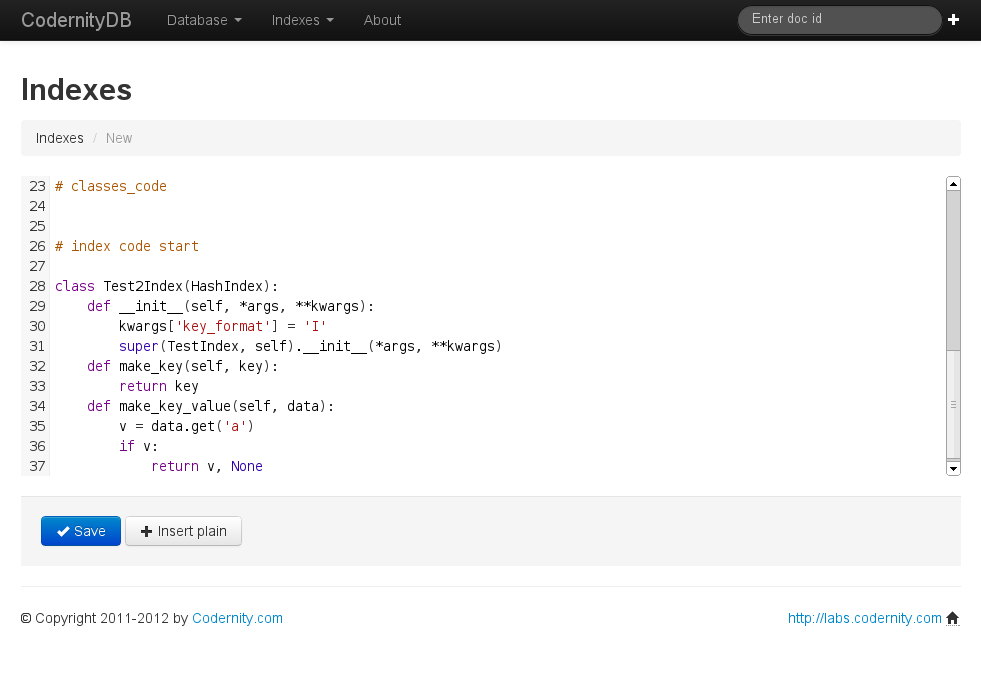 CodernityDB Database Indexes About Enter doc id
Indexes
Indexes / New
23 # classes_code
24
25
26 # index code start
27
28 class Test2Index(HashIndex):
29     def __init__(self, *args, **kwargs):
30         kwargs['key_format'] = 'I'
31         super(TestIndex, self).__init__(*args, **kwargs)
32     def make_key(self, key):
33         return key
34     def make_key_value(self, data):
35         v = data.get('a')
36         if v:
37             return v, None
Save Insert plain
© Copyright 2011-2012 by Codernity.com http://labs.codernity.com